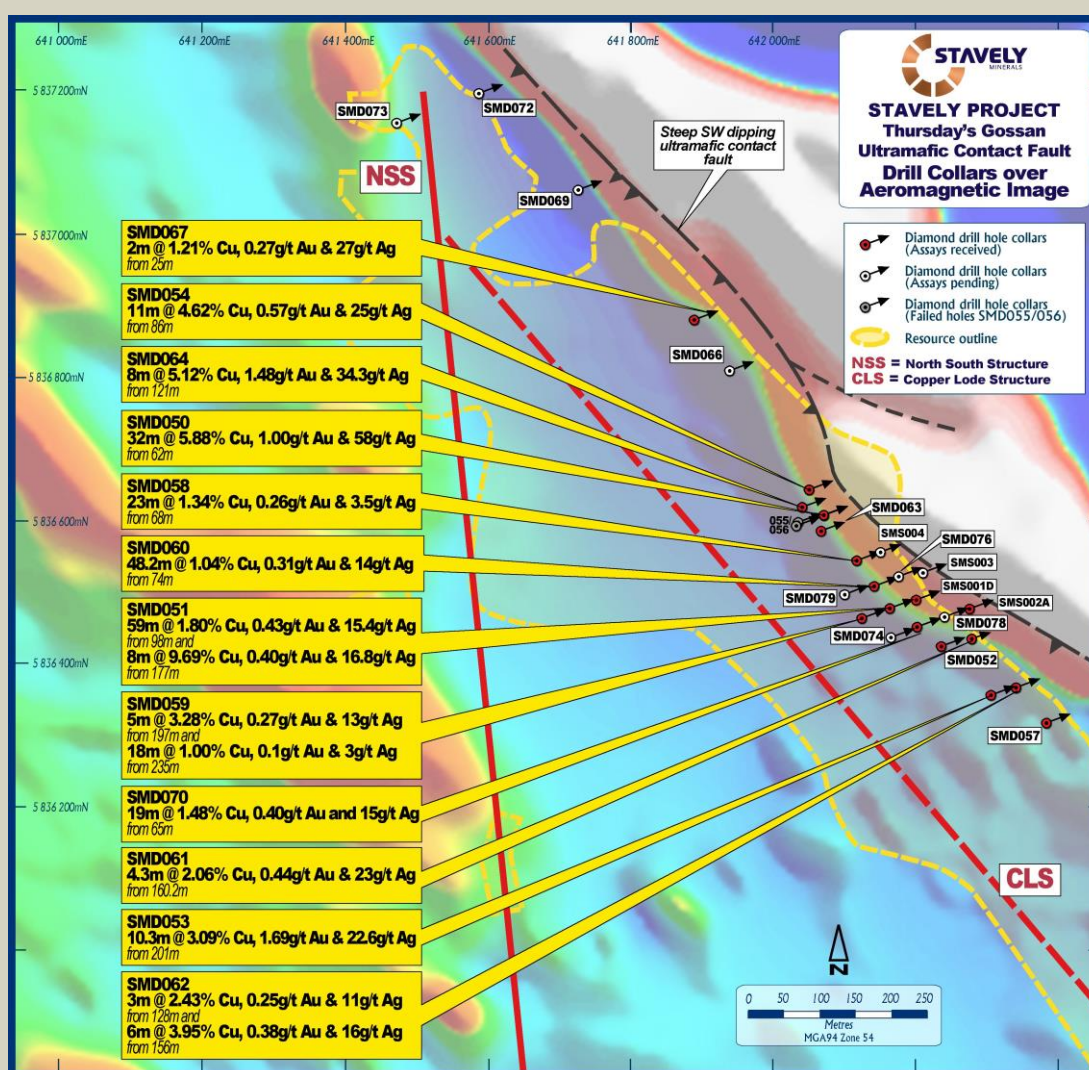 641 000mE
641 200mE
641 400mE
641 600mE
641 800mE
642 000mE
5 837 200mN
5 837 000mN
5 836 800mN
5 836 600mN
5 836 400mN
5 836 200mN
STAVELY
MINERALS
STAVELY PROJECT
Thursday's Gossan
Ultramafic Contact Fault
Drill Collars over
Aeromagnetic Image
Diamond drill hole collars
(Assays received)
Diamond drill hole collars
(Assays pending)
Diamond drill hole collars
(Failed holes SMD055/056)
Resource outline
NSS = North South Structure
CLS = Copper Lode Structure
Steep SW dipping
ultramafic contact
fault
SMD073
SMD072
NSS
SMD069
SMD066
SMD067
2m @ 1.21% Cu, 0.27g/t Au & 27g/t Ag
from 25m
SMD054
11m @ 4.62% Cu, 0.57g/t Au & 25g/t Ag
from 86m
SMD064
8m @ 5.12% Cu, 1.48g/t Au & 34.3g/t Ag
from 121m
SMD050
32m @ 5.88% Cu, 1.00g/t Au & 58g/t Ag
from 62m
SMD058
23m @ 1.34% Cu, 0.26g/t Au & 3.5g/t Ag
from 68m
SMD060
48.2m @ 1.04% Cu, 0.31g/t Au & 14g/t Ag
from 74m
SMD051
59m @ 1.80% Cu, 0.43g/t Au & 15.4g/t Ag
from 98m and
8m @ 9.69% Cu, 0.40g/t Au & 16.8g/t Ag
from 177m
SMD059
5m @ 3.28% Cu, 0.27g/t Au & 13g/t Ag
from 197m and
18m @ 1.00% Cu, 0.1g/t Au & 3g/t Ag
from 235m
SMD070
19m @ 1.48% Cu, 0.40g/t Au and 15g/t Ag
from 65m
SMD061
4.3m @ 2.06% Cu, 0.44g/t Au & 23g/t Ag
from 160.2m
SMD053
10.3m @ 3.09% Cu, 1.69g/t Au & 22.6g/t Ag
from 201m
SMD062
3m @ 2.43% Cu, 0.25g/t Au & 11g/t Ag
from 128m and
6m @ 3.95% Cu, 0.38g/t Au & 16g/t Ag
from 156m
055/
056
SMD063
SMS004
SMD076
SMS003
SMD079
SMS001D
SMS002A
SMD074
SMD078
SMD052
SMD057
CLS
N
0 50 100 150 200 250
Metres
MGA94 Zone 54